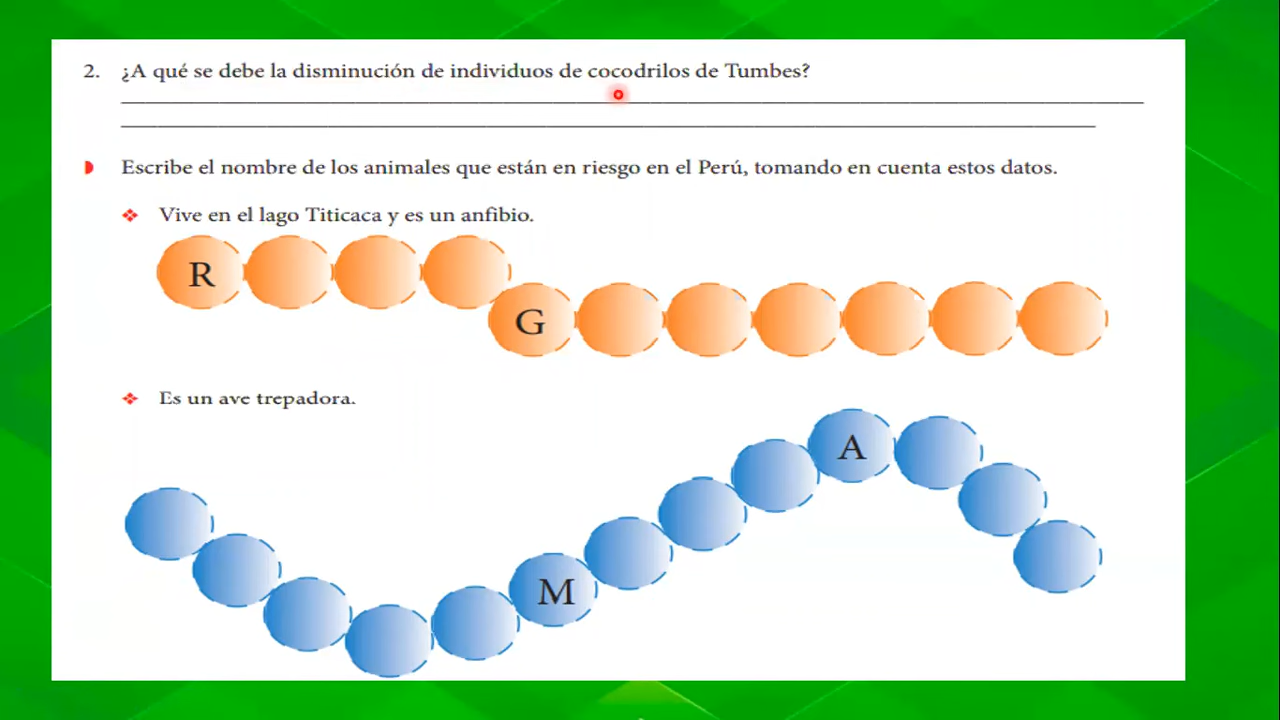 2. ¿A qué se debe la disminución de individuos de cocodrilos de Tumbes?
Escribe el nombre de los animales que están en riesgo en el Perú, tomando en cuenta estos datos.
Vive en el lago Titicaca y es un anfibio.
R
G
Es un ave trepadora.
A
M